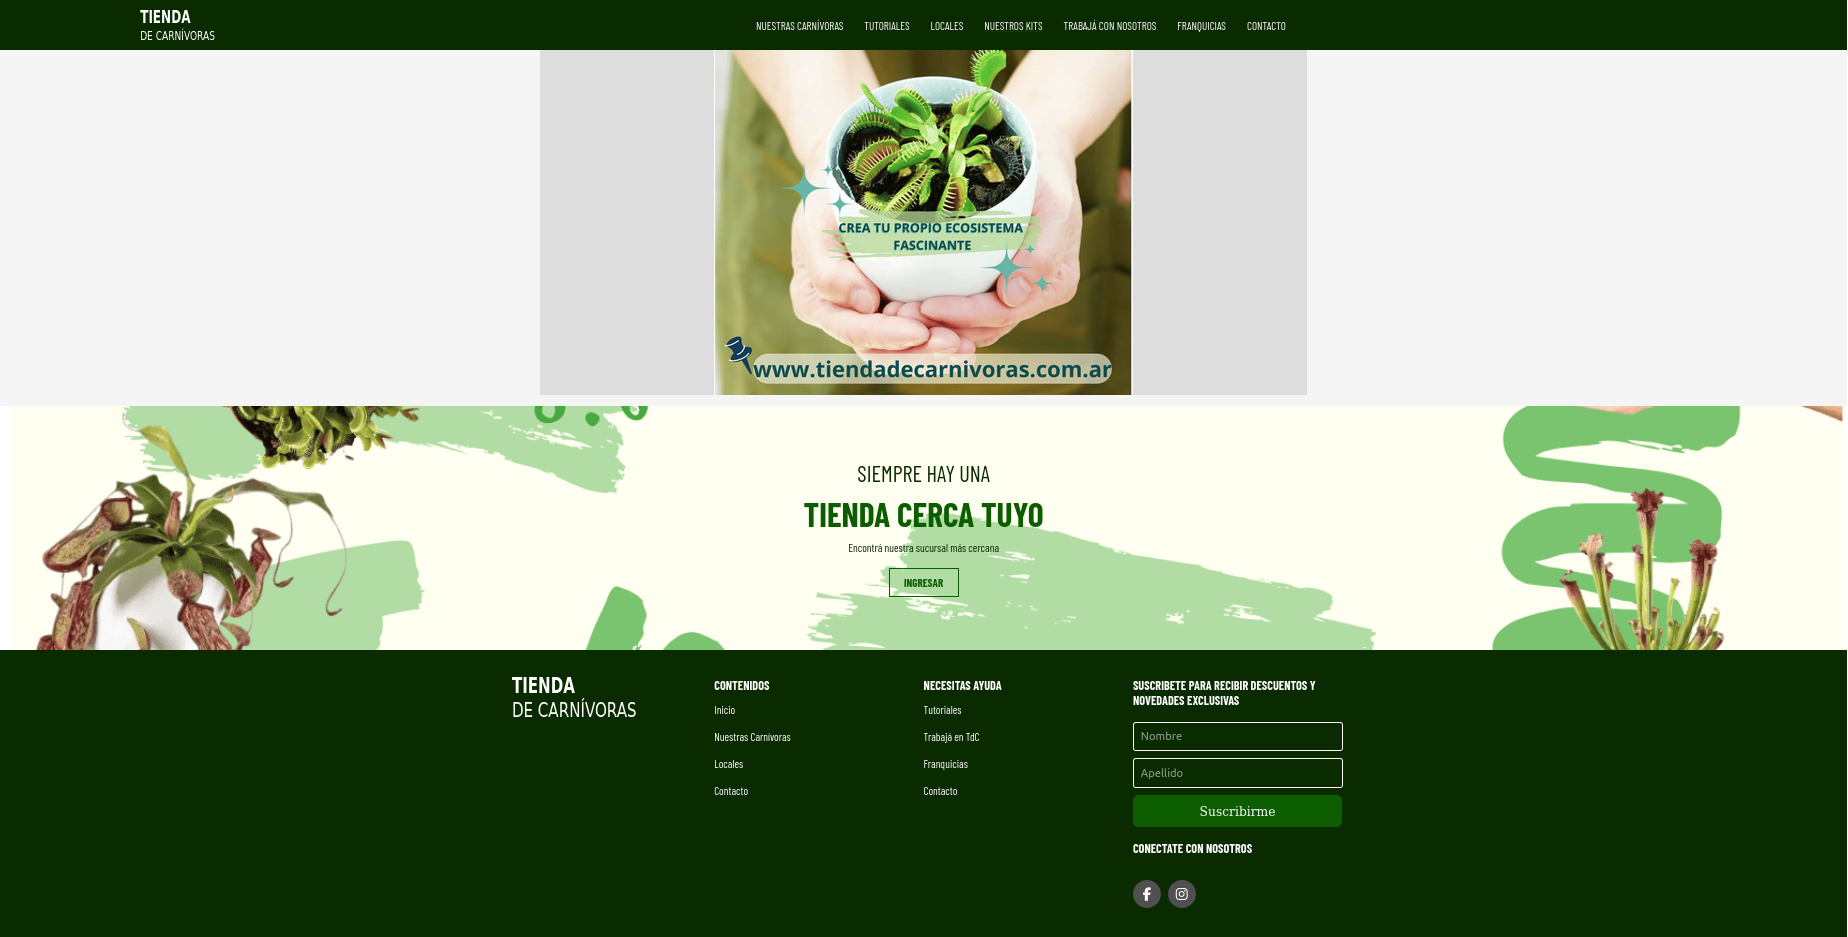 TIENDA
DE CARNÍVORAS
NUESTRAS CARNÍVORAS TUTORIALES LOCALES NUESTROS KITS TRABAJÁ CON NOSOTROS FRANQUICIAS CONTACTO
CREA TU PROPIO ECOSISTEMA
FASCINANTE
www.tiendadecarnivoras.com.ar
SIEMPRE HAY UNA
TIENDA CERCA TUYO
Encontrá nuestra sucursal más cercana
INGRESAR
TIENDA
DE CARNÍVORAS
CONTENIDOS
Inicio
Nuestras Carnívoras
Locales
Contacto
NECESITAS AYUDA
Tutoriales
Trabajá en TdC
Franquicias
Contacto
SUSCRIBETE PARA RECIBIR DESCUENTOS Y
NOVEDADES EXCLUSIVAS
Nombre
Apellido
Suscribirme
CONECTATE CON NOSOTROS